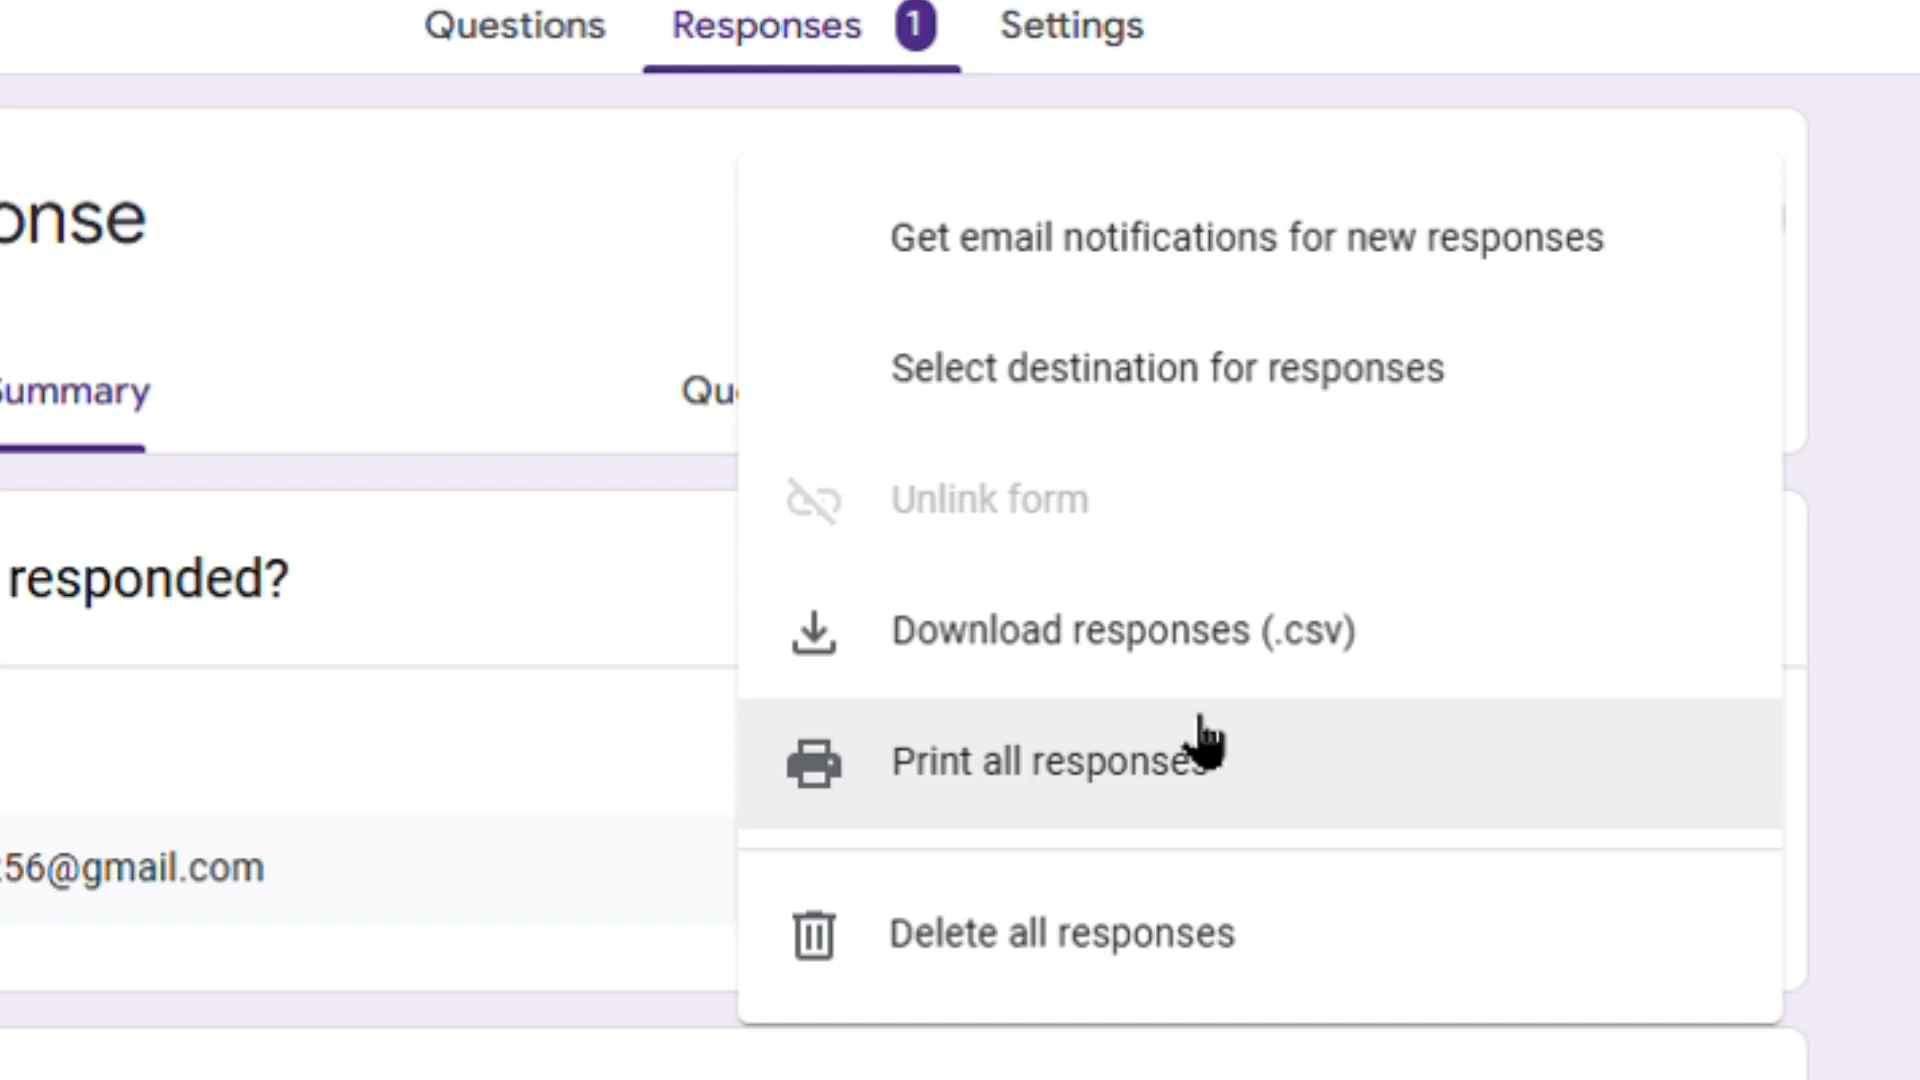 Questions Responses 1 Settings
onse
Summary
Get email notifications for new responses
Select destination for responses
Unlink form
Download responses (.csv)
Print all responses
Delete all responses
responded?
56@gmail.com